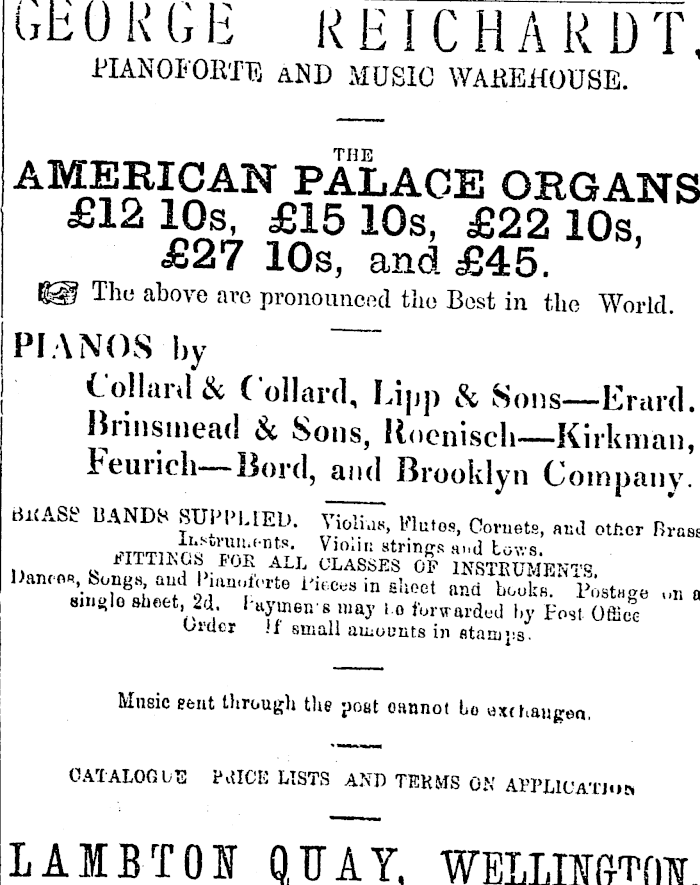 GEORGE REICHARDT,
PIANOFORTE AND MUSIC WAREHOUSE.
THE
AMERICAN PALACE ORGANS
£12 10s, £15 10s, £22 10s,
£27 10s, and £45.
The above are pronounced the Best in the World.
PIANOS by
Collard & Collard, Lipp & Sons—Erard.
Brinsmead & Sons, Roenisch—Kirkman,
Feurich—Bord, and Brooklyn Company.
BRASS BANDS SUPPLIED. Violins, Flutes, Cornets, and other Brass
Instruments. Violin strings and bows.
FITTINGS FOR ALL CLASSES OF INSTRUMENTS.
Dances, Songs, and Pianoforte Pieces in sheet and books. Postage on a
single sheet, 2d. Paymen's may be forwarded by Post Office
Order If small amounts in stamps.
Music sent through the post cannot be exchanged.
CATALOGUE PRICE LISTS AND TERMS ON APPLICATION
LAMBTON QUAY, WELLINGTON.